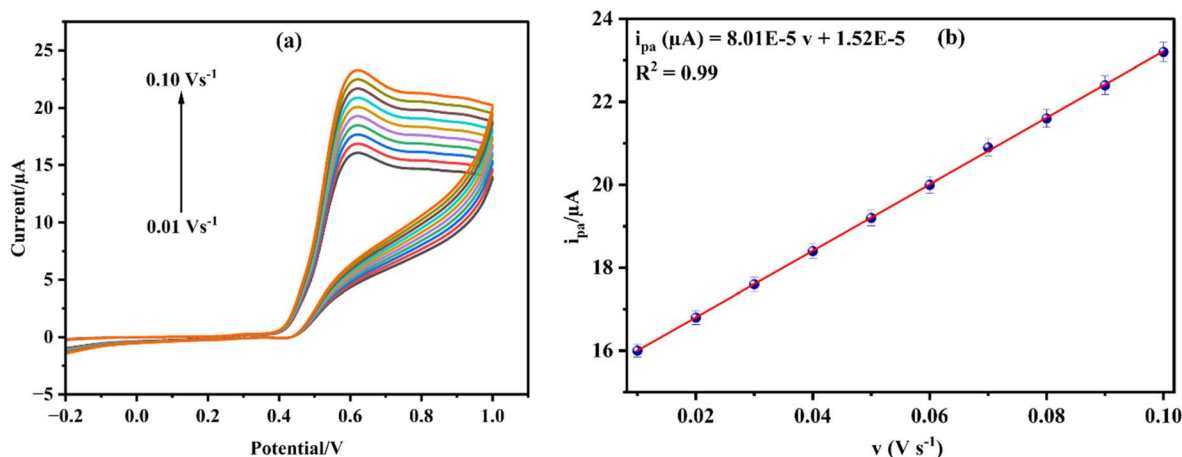 (a)
0.10 Vs-1
0.01 Vs-1
25
20
15
10
5
0
−5
Current/µA
−0.2 0.0 0.2 0.4 0.6 0.8 1.0
Potential/V
ipa (µA) = 8.01E-5 v + 1.52E-5 (b)
R2 = 0.99
24
22
20
18
16
ipa/µA
0.02 0.04 0.06 0.08 0.10
v (V s-1)